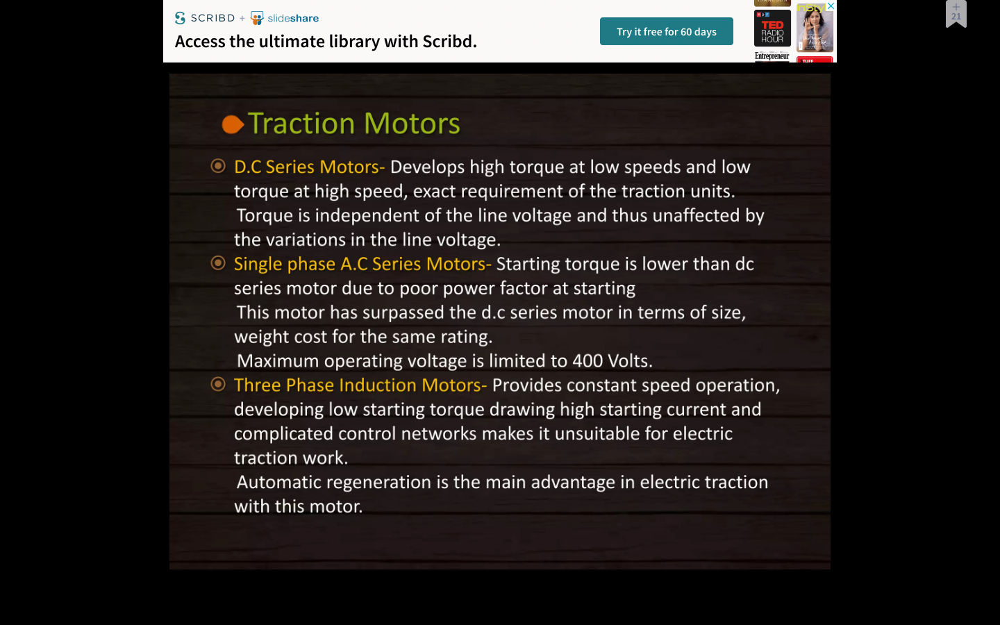 SCRIBD + slideshare
Access the ultimate library with Scribd.
Try it free for 60 days
TED
RADIO
HOUR
Entrepreneur
+
21
Traction Motors
D.C Series Motors- Develops high torque at low speeds and low
torque at high speed, exact requirement of the traction units.
Torque is independent of the line voltage and thus unaffected by
the variations in the line voltage.
Single phase A.C Series Motors- Starting torque is lower than dc
series motor due to poor power factor at starting
This motor has surpassed the d.c series motor in terms of size,
weight cost for the same rating.
Maximum operating voltage is limited to 400 Volts.
Three Phase Induction Motors- Provides constant speed operation,
developing low starting torque drawing high starting current and
complicated control networks makes it unsuitable for electric
traction work.
Automatic regeneration is the main advantage in electric traction
with this motor.